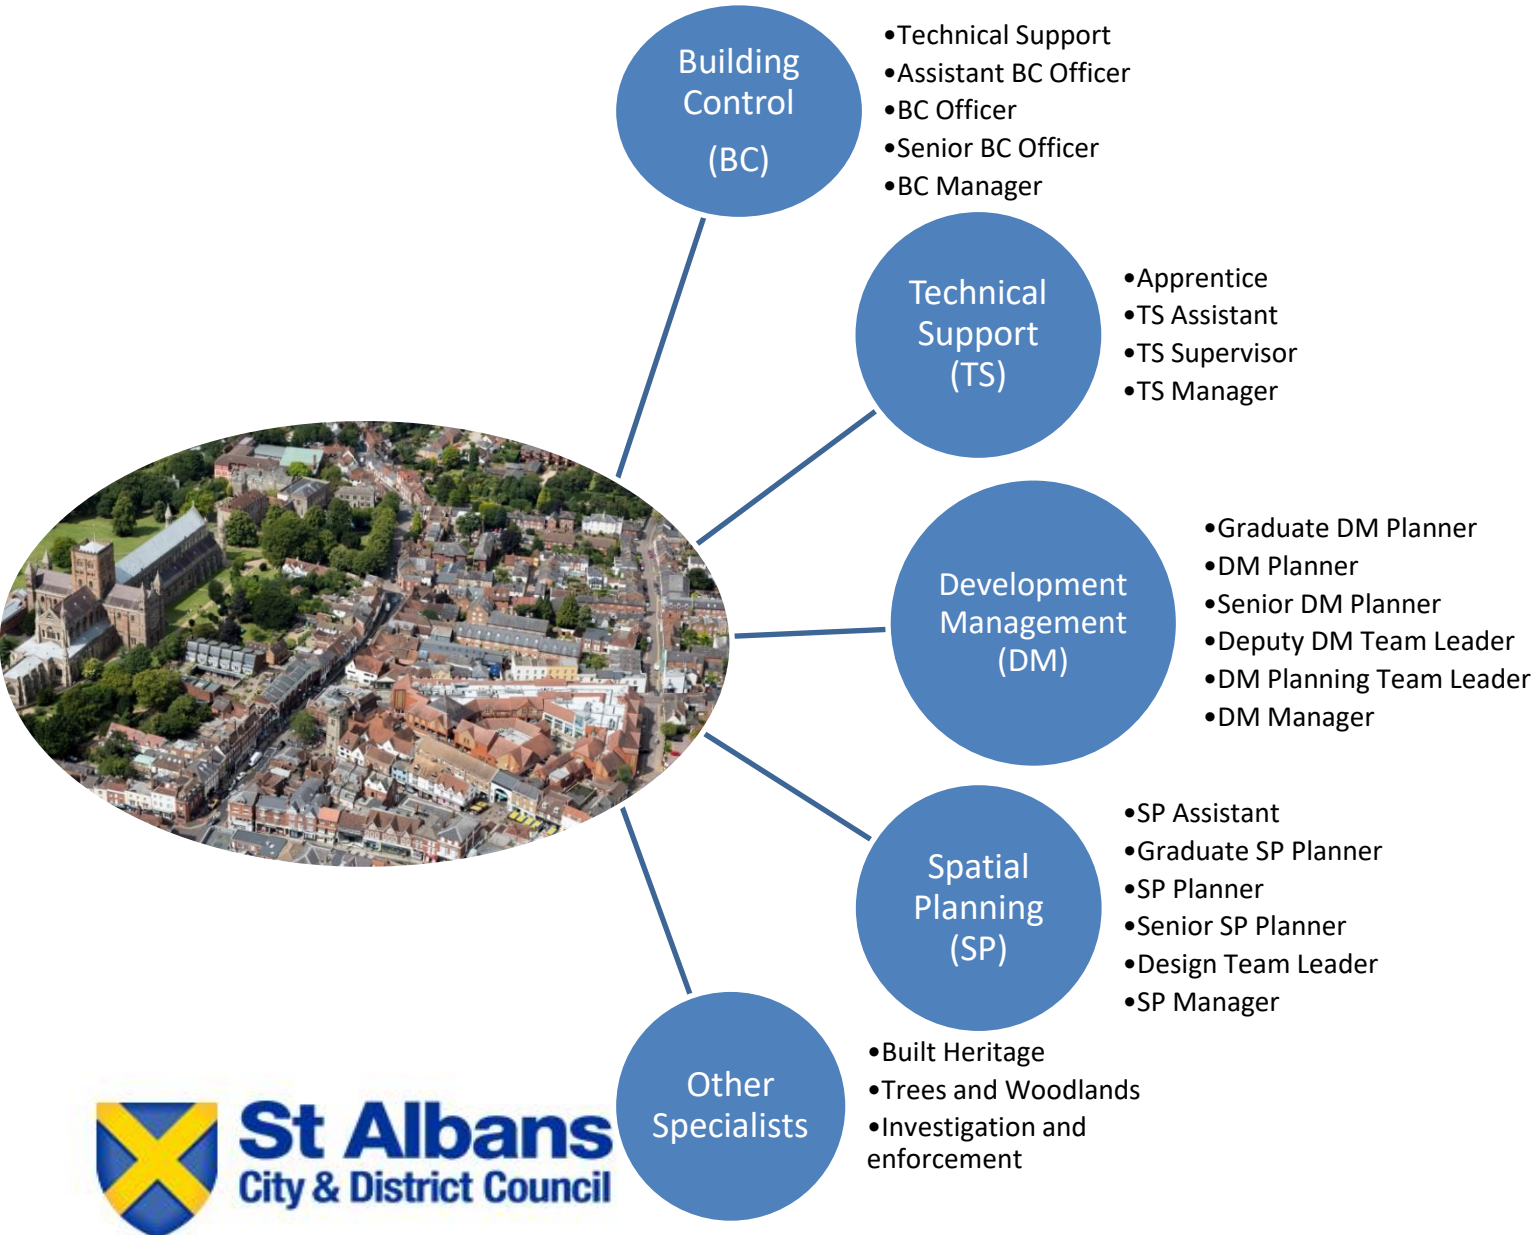 Building
Control
(BC)
•Technical Support
•Assistant BC Officer
•BC Officer
•Senior BC Officer
•BC Manager
Technical
Support
(TS)
•Apprentice
•TS Assistant
•TS Supervisor
•TS Manager
Development
Management
(DM)
•Graduate DM Planner
•DM Planner
•Senior DM Planner
•Deputy DM Team Leader
•DM Planning Team Leader
•DM Manager
Spatial
Planning
(SP)
•SP Assistant
•Graduate SP Planner
•SP Planner
•Senior SP Planner
•Design Team Leader
•SP Manager
Other
Specialists
•Built Heritage
•Trees and Woodlands
•Investigation and
enforcement
St Albans
City & District Council